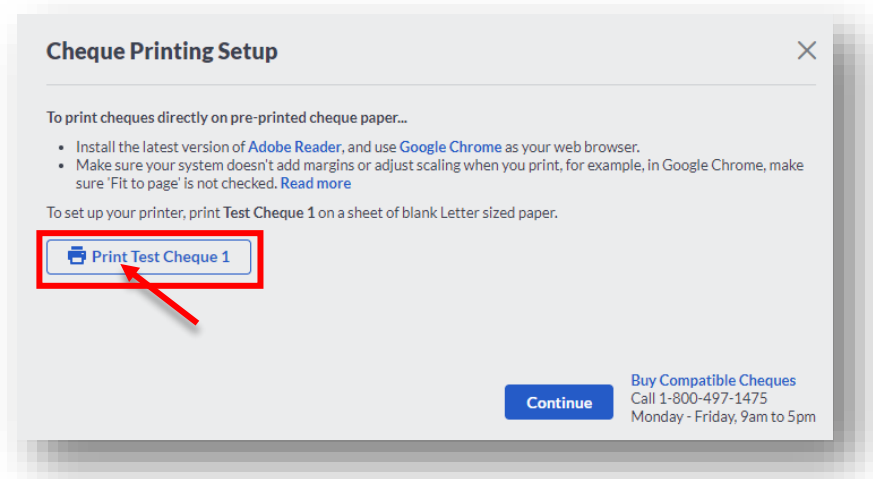 Cheque Printing Setup
To print cheques directly on pre-printed cheque paper...
• Install the latest version of Adobe Reader, and use Google Chrome as your web browser.
• Make sure your system doesn't add margins or adjust scaling when you print, for example, in Google Chrome, make
sure 'Fit to page' is not checked. Read more
To set up your printer, print Test Cheque 1 on a sheet of blank Letter sized paper.
Print Test Cheque 1
Continue
Buy Compatible Cheques
Call 1-800-497-1475
Monday - Friday, 9am to 5pm